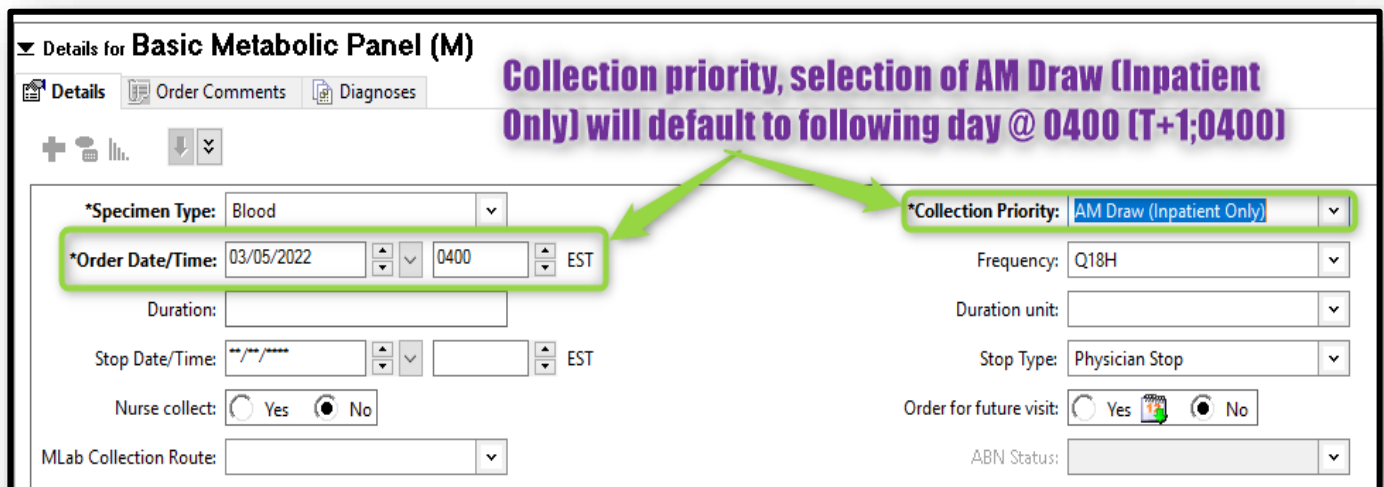 Details for Basic Metabolic Panel (M)
Details Order Comments Diagnoses
Collection priority, selection of AM Draw (Inpatient
Only) will default to following day @ 0400 (T+1;0400)
*Specimen Type: Blood *Collection Priority: AM Draw (Inpatient Only)
*Order Date/Time: 03/05/2022 0400 EST Frequency: Q18H
Duration: Duration unit:
Stop Date/Time: **/**/**** EST Stop Type: Physician Stop
Nurse collect: Yes No Order for future visit: Yes No
MLab Collection Route: ABN Status: